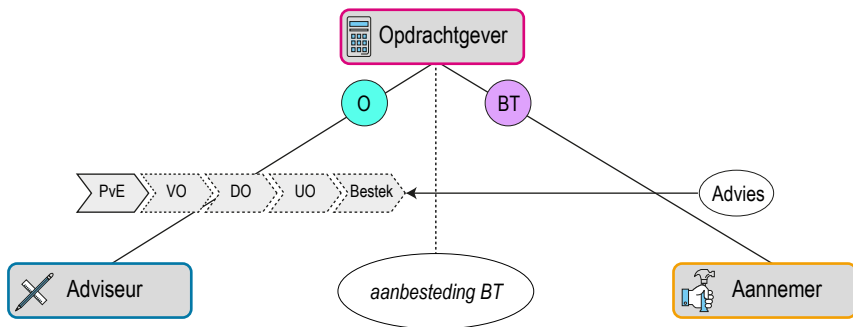 Opdrachtgever
O
BT
PvE
VO
DO
UO
Bestek
Advies
Adviseur
aanbesteding BT
Aannemer